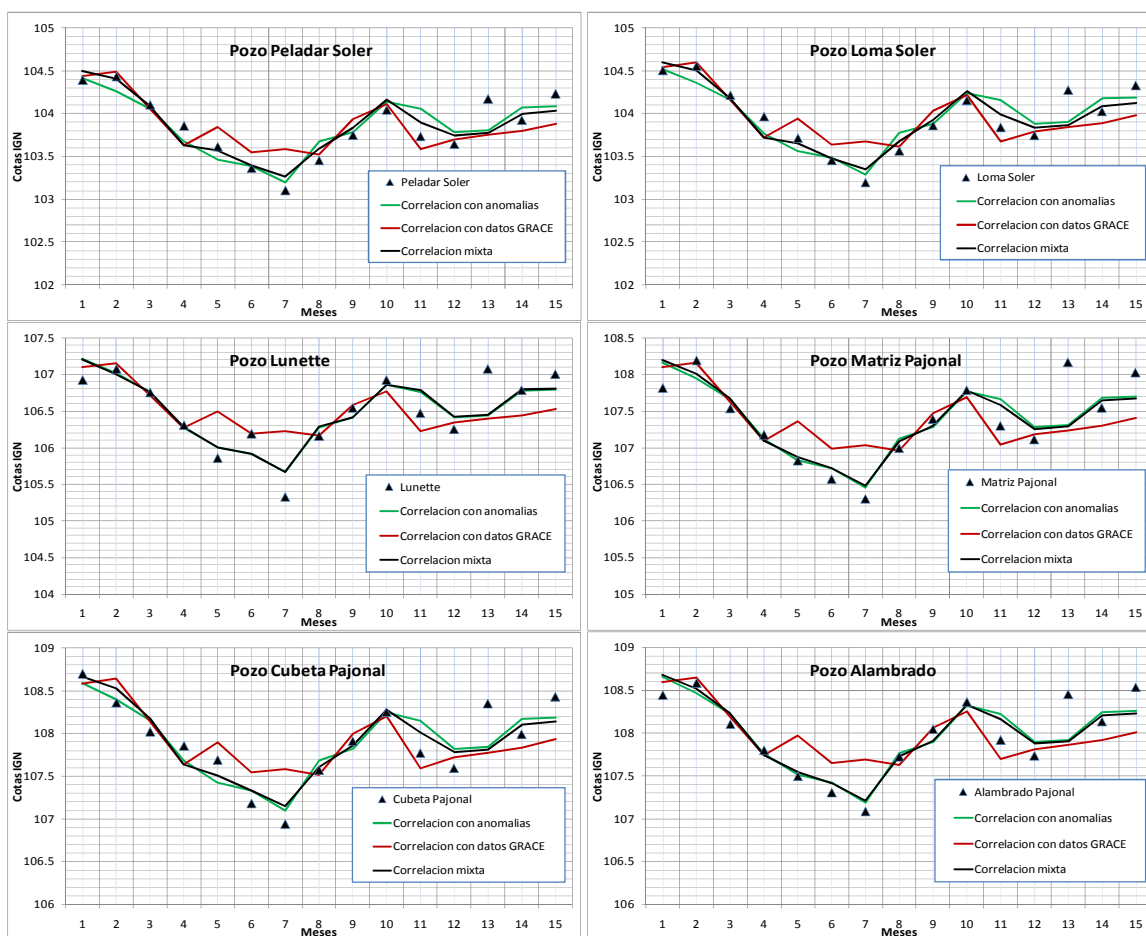 Pozo Peladar Soler
105
104.5
104
103.5
103
102.5
102
Cotas IGN
1 2 3 4 5 6 7 8 9 10 11 12 13 14 15
Meses
Peladar Soler
Correlacion con anomalias
Correlacion con datos GRACE
Correlacion mixta
Pozo Loma Soler
105
104.5
104
103.5
103
102.5
102
Cotas IGN
1 2 3 4 5 6 7 8 9 10 11 12 13 14 15
Meses
Loma Soler
Correlacion con anomalias
Correlacion con datos GRACE
Correlacion mixta
Pozo Lunette
107.5
107
106.5
106
105.5
105
104.5
104
Cotas IGN
1 2 3 4 5 6 7 8 9 10 11 12 13 14 15
Meses
Lunette
Correlacion con anomalias
Correlacion con datos GRACE
Correlacion mixta
Pozo Matriz Pajonal
108.5
108
107.5
107
106.5
106
105.5
105
Cotas IGN
1 2 3 4 5 6 7 8 9 10 11 12 13 14 15
Meses
Matriz Pajonal
Correlacion con anomalias
Correlacion con datos GRACE
Correlacion mixta
Pozo Cubeta Pajonal
109
108.5
108
107.5
107
106.5
106
Cotas IGN
1 2 3 4 5 6 7 8 9 10 11 12 13 14 15
Meses
Cubeta Pajonal
Correlacion con anomalias
Correlacion con datos GRACE
Correlacion mixta
Pozo Alambrado
109
108.5
108
107.5
107
106.5
106
Cotas IGN
1 2 3 4 5 6 7 8 9 10 11 12 13 14 15
Meses
Alambrado Pajonal
Correlacion con anomalias
Correlacion con datos GRACE
Correlacion mixta